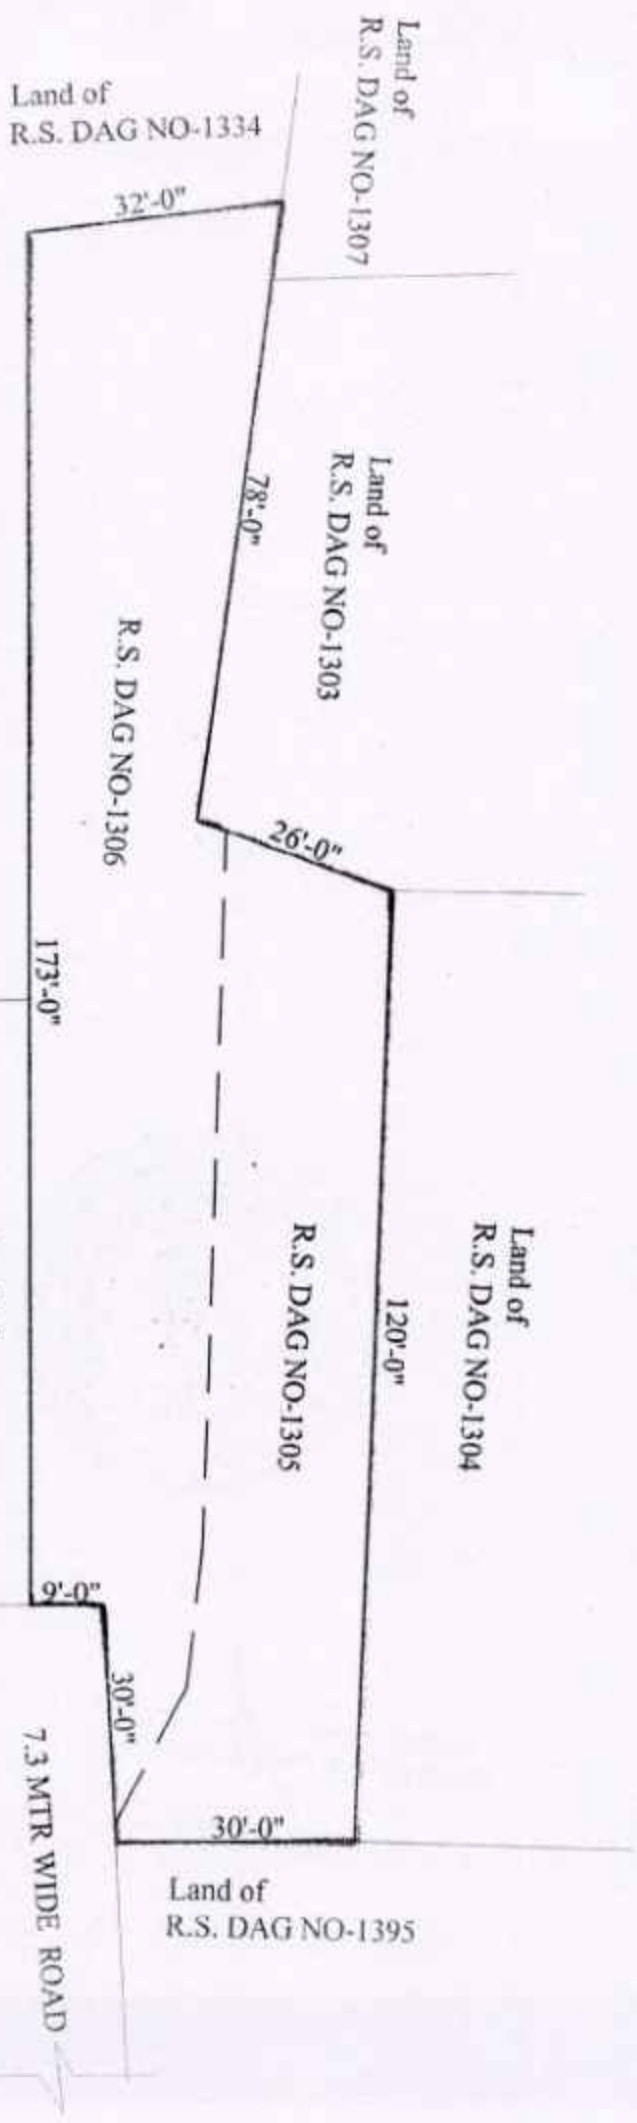 Land of
R.S. DAG NO-1307
Land of
R.S. DAG NO-1334
32'-0"
78'-0"
Land of
R.S. DAG NO-1303
R.S. DAG NO-1306
26'-0"
173'-0"
Land of
R.S. DAG NO-1304
R.S. DAG NO-1305
120'-0"
9'-0"
30'-0"
30'-0"
7.3 MTR WIDE ROAD
Land of
R.S. DAG NO-1395